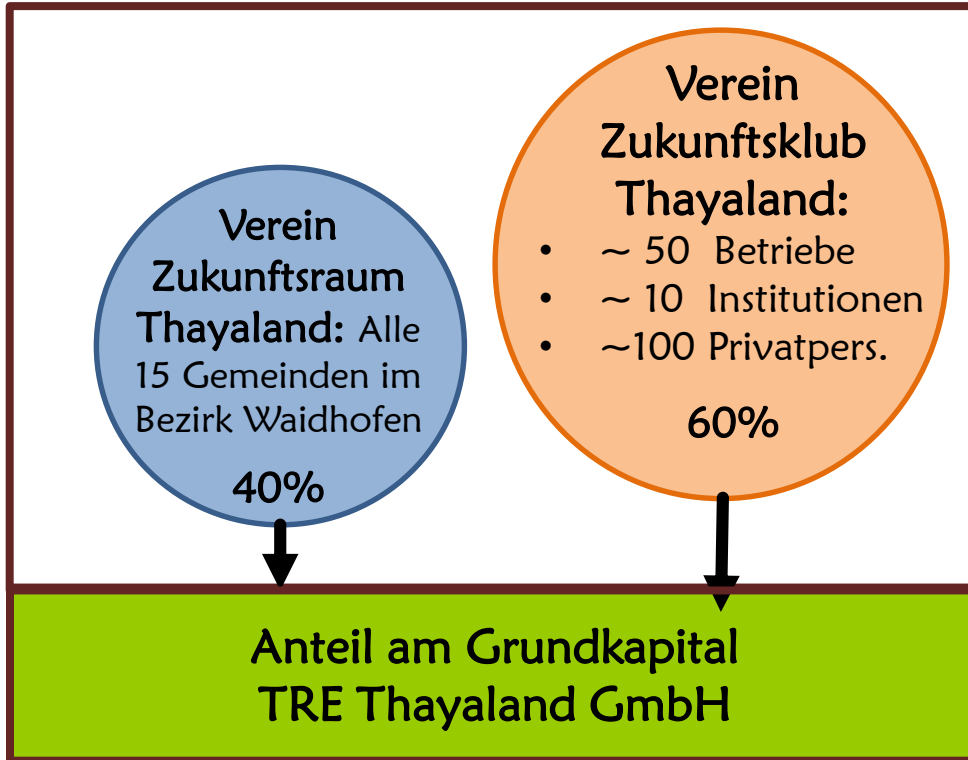 Verein
Zukunftsraum
Thayaland: Alle
15 Gemeinden im
Bezirk Waidhofen
40%
Verein
Zukunftsklub
Thayaland:
• ~ 50 Betriebe
• ~ 10 Institutionen
• ~100 Privatpers.
60%
Anteil am Grundkapital
TRE Thayaland GmbH